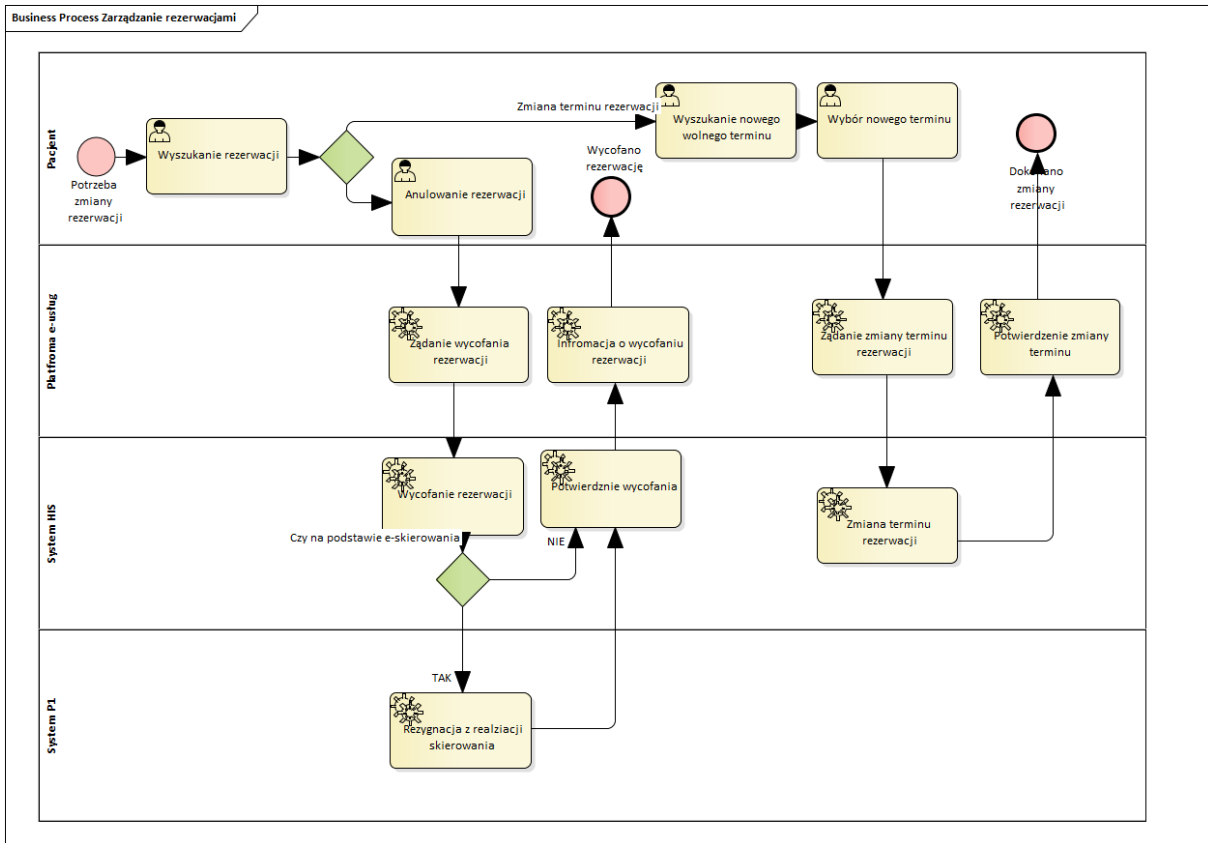 Business Process Zarządzanie rezerwacjami
Pacjent
Potrzeba
zmiany
rezerwacji
Wyszukanie rezerwacji
Zmiana terminu rezerwacji
Anulowanie rezerwacji
Wyszukanie nowego
wolnego terminu
Wybór nowego terminu
Wycofano
rezerwację
Dokonano
zmiany
rezerwacji
Platfroma e-usług
Żądanie wycofania
rezerwacji
Infromacja o wycofaniu
rezerwacji
Żądanie zmiany terminu
rezerwacji
Potwierdzenie zmiany
terminu
System HIS
Wycofanie rezerwacji
Potwierdznie wycofania
Czy na podstawie e-skierowania
NIE
Zmiana terminu
rezerwacji
System P1
TAK
Rezygnacja z realziacji
skierowania